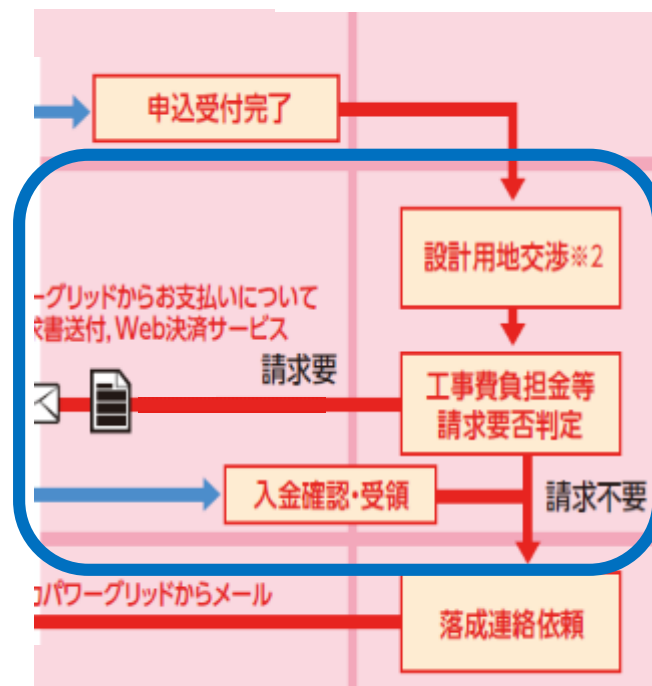 申込受付完了
設計用地交渉※2
ーグリッドからお支払いについて
求書送付,Web決済サービス
請求要
工事費負担金等
請求要否判定
入金確認・受領
請求不要
パワーグリッドからメール
落成連絡依頼